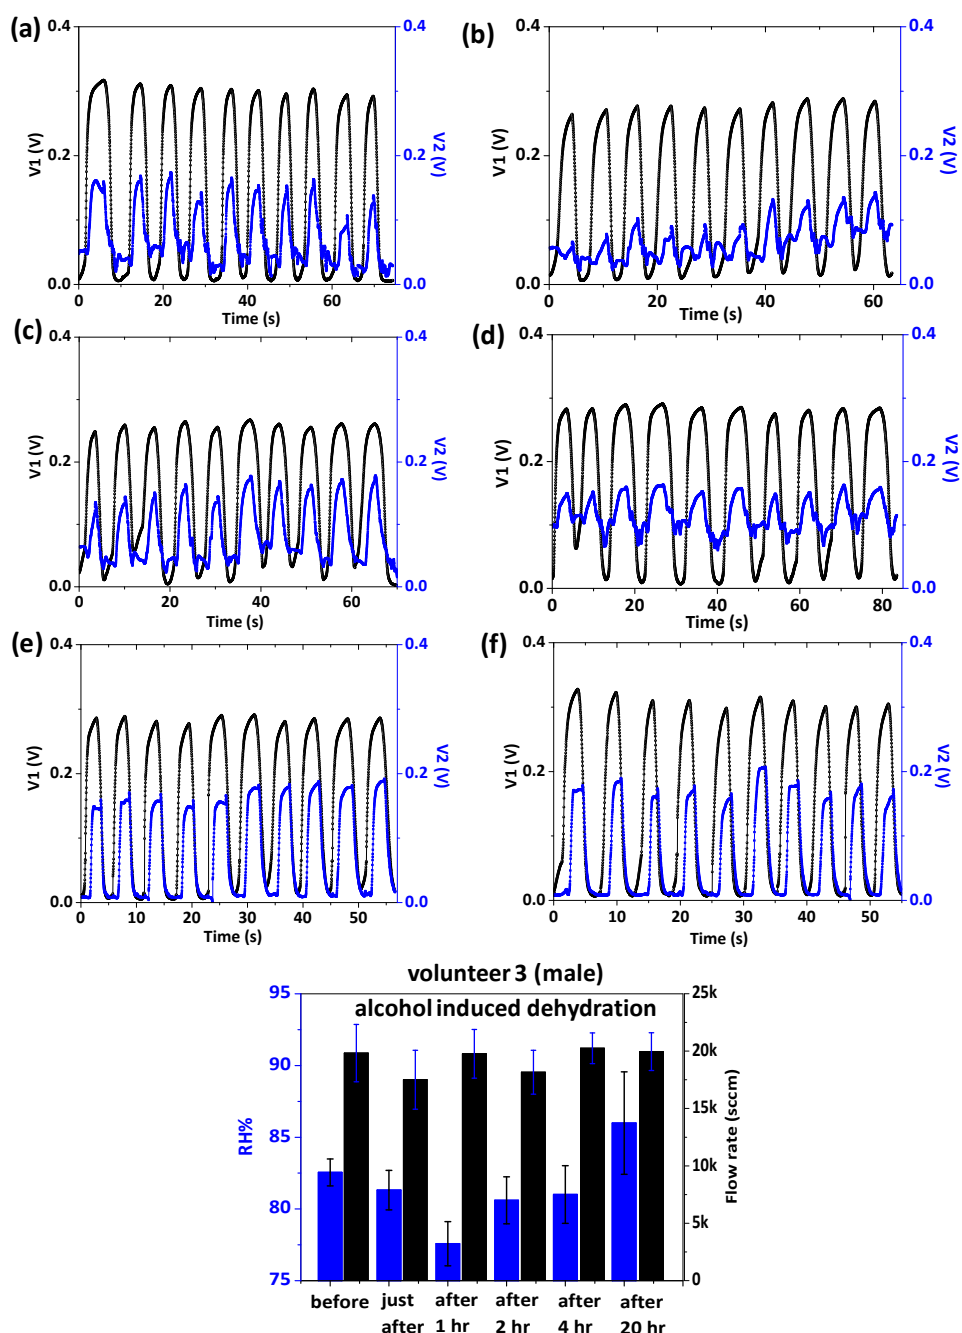 (a)
0.4
0.2
0.0
V1 (V)
0.4
0.2
0.0
V2 (V)
0 20 40 60
Time (s)
(b)
0.4
0.2
0.0
V1 (V)
0.4
0.2
0.0
V2 (V)
0 20 40 60
Time (s)
(c)
0.4
0.2
0.0
V1 (V)
0.4
0.2
0.0
V2 (V)
0 20 40 60
Time (s)
(d)
0.4
0.2
0.0
V1 (V)
0.4
0.2
0.0
V2 (V)
0 20 40 60 80
Time (s)
(e)
0.4
0.2
0.0
V1 (V)
0.4
0.2
0.0
V2 (V)
0 10 20 30 40 50
Time (s)
(f)
0.4
0.2
0.0
V1 (V)
0.4
0.2
0.0
V2 (V)
0 10 20 30 40 50
Time (s)
volunteer 3 (male)
alcohol induced dehydration
95
90
85
80
75
RH%
25k
20k
15k
10k
5k
0
Flow rate (sccm)
before
just
after
after
1 hr
after
2 hr
after
4 hr
after
20 hr